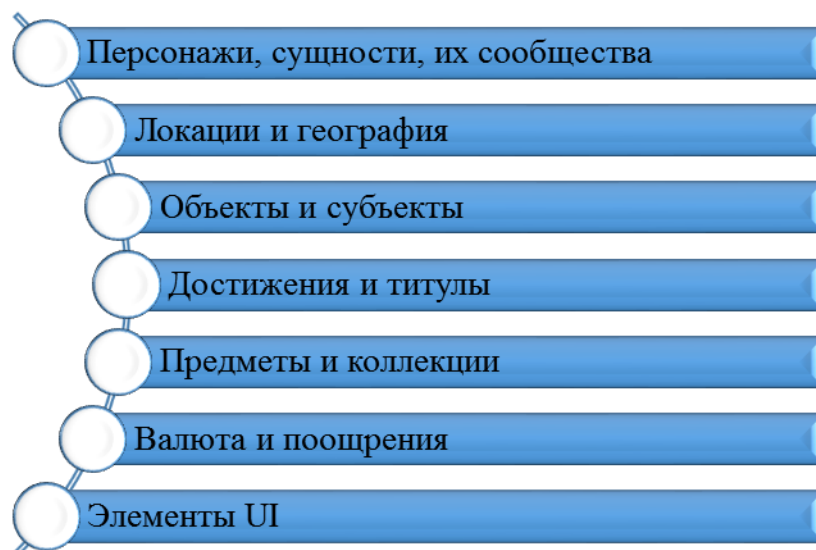 Персонажи, сущности, их сообщества
Локации и география
Объекты и субъекты
Достижения и титулы
Предметы и коллекции
Валюта и поощрения
Элементы UI